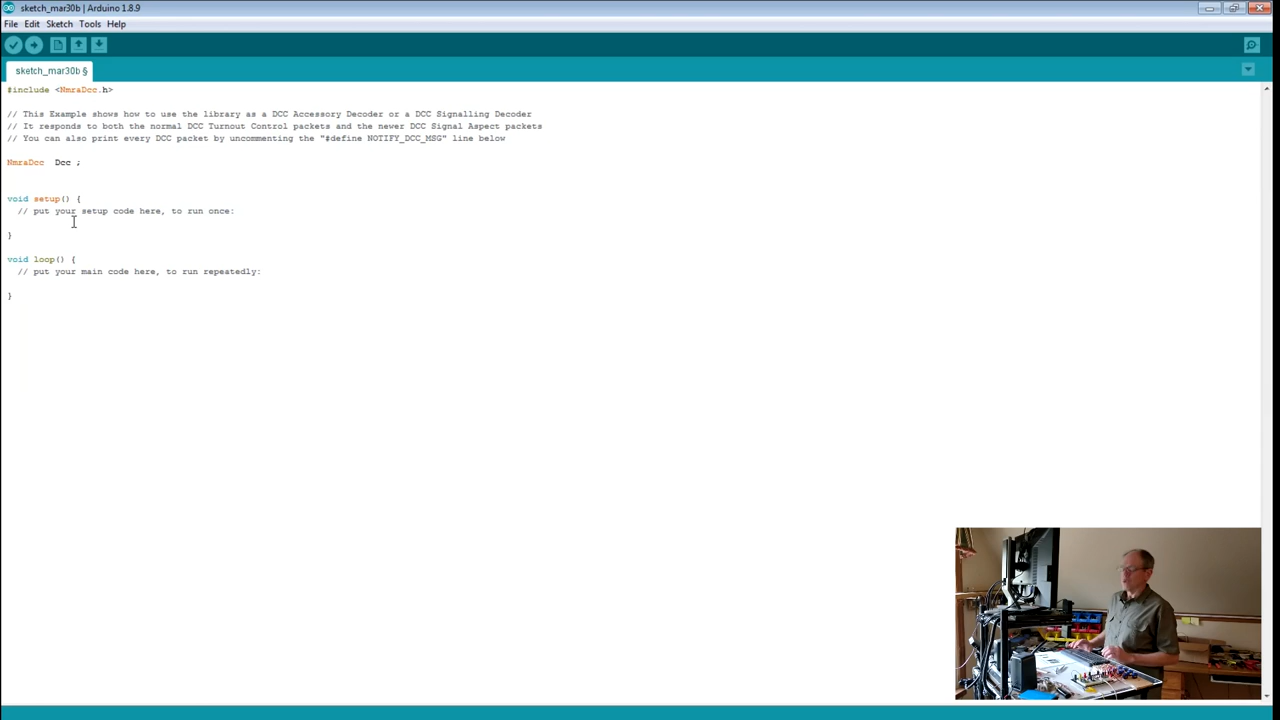 sketch_mar30b | Arduino 1.8.9
File Edit Sketch Tools Help
sketch_mar30b §
#include <NmraDcc.h>
// This Example shows how to use the library as a DCC Accessory Decoder or a DCC Signalling Decoder
// It responds to both the normal DCC Turnout Control packets and the newer DCC Signal Aspect packets
// You can also print every DCC packet by uncommenting the "#define NOTIFY_DCC_MSG" line below
NmraDcc  Dcc ;
void setup() {
// put your setup code here, to run once:
}
void loop() {
// put your main code here, to run repeatedly:
}